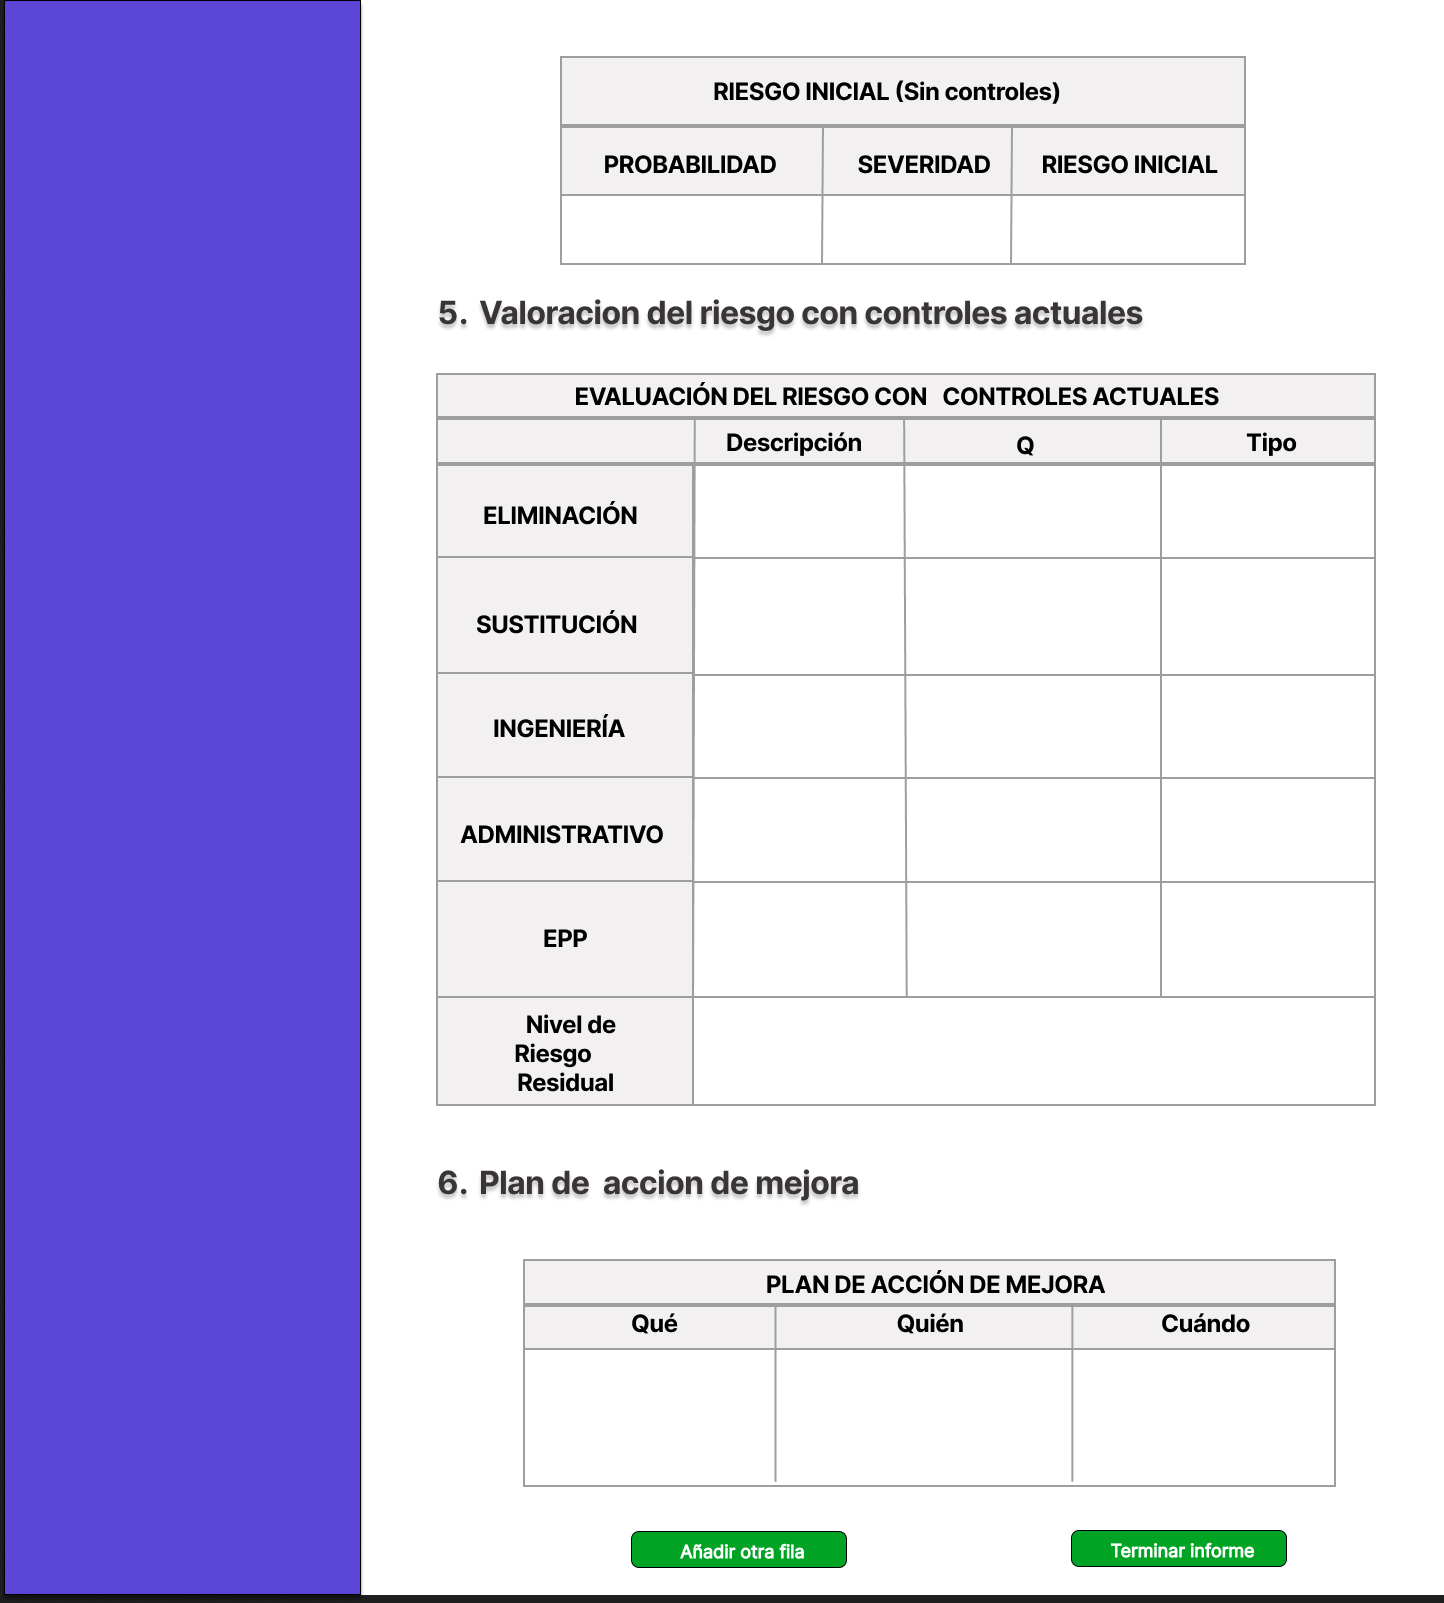 RIESGO INICIAL (Sin controles)
PROBABILIDAD SEVERIDAD RIESGO INICIAL
5. Valoracion del riesgo con controles actuales
EVALUACIÓN DEL RIESGO CON CONTROLES ACTUALES
Descripción Q Tipo
ELIMINACIÓN
SUSTITUCIÓN
INGENIERÍA
ADMINISTRATIVO
EPP
Nivel de
Riesgo
Residual
6. Plan de accion de mejora
PLAN DE ACCIÓN DE MEJORA
Qué Quién Cuándo
Añadir otra fila Terminar informe